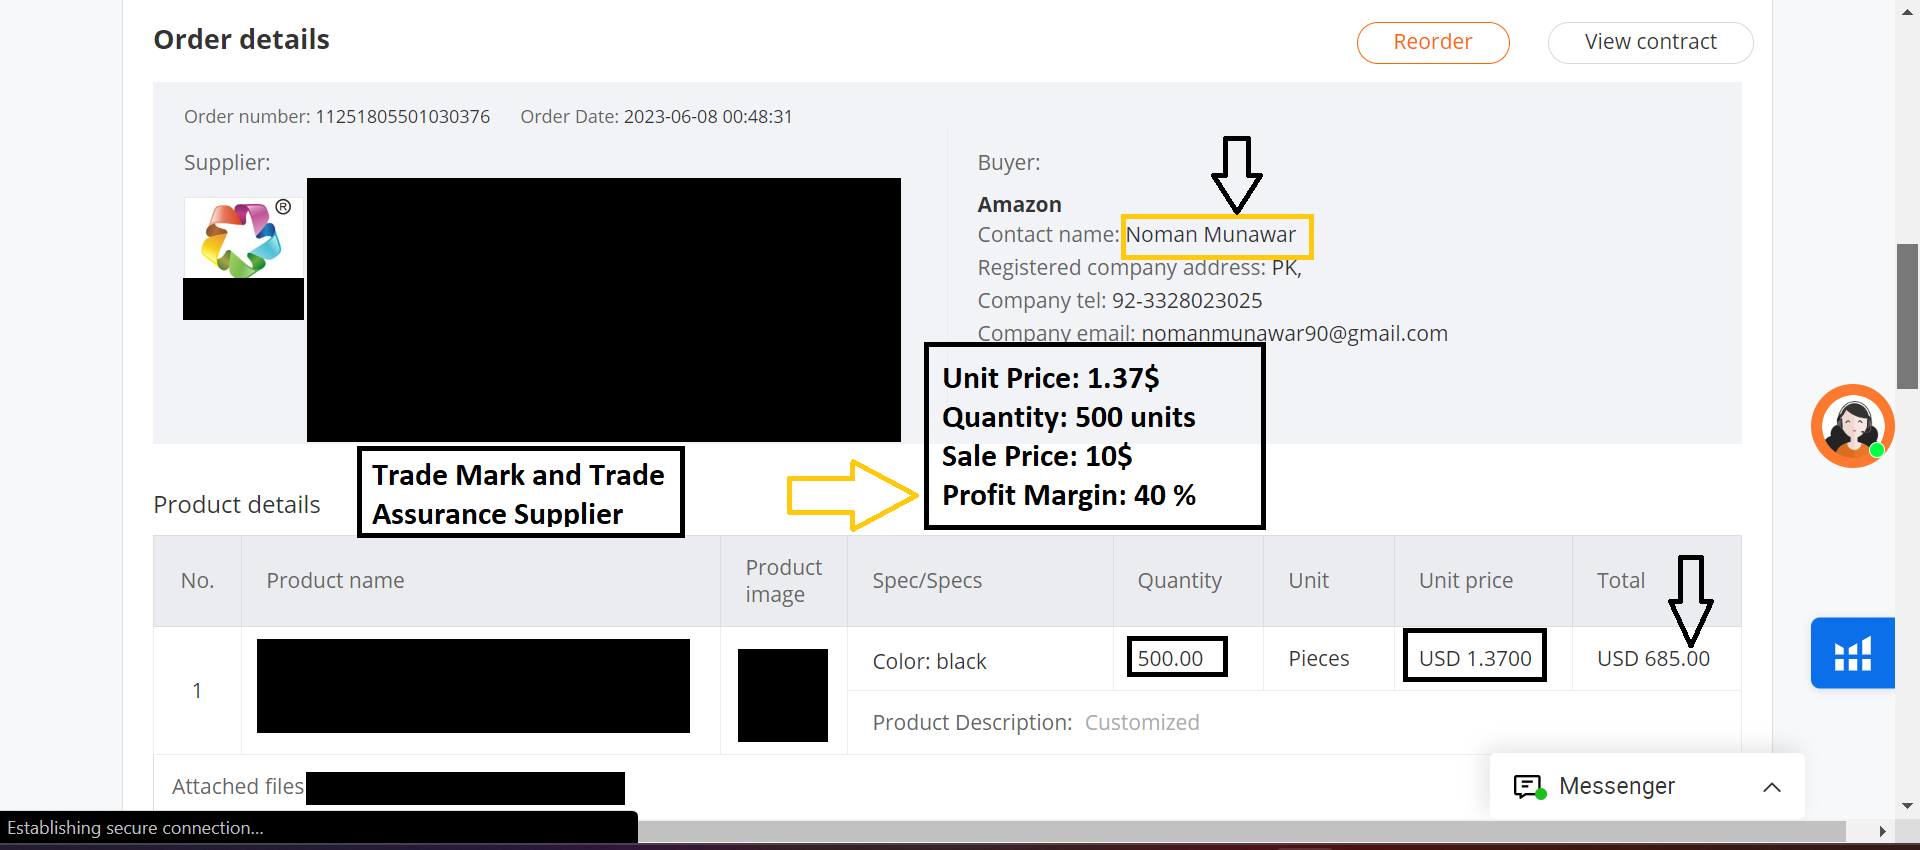 Order details
Reorder
View contract
Order number: 11251805501030376 Order Date: 2023-06-08 00:48:31
Supplier:
®
Buyer:
Amazon
Contact name: Noman Munawar
Registered company address: PK,
Company tel: 92-3328023025
Company email: nomanmunawar90@gmail.com
Unit Price: 1.37$
Quantity: 500 units
Sale Price: 10$
Profit Margin: 40 %
Trade Mark and Trade
Assurance Supplier
Product details
No. Product name Product image Spec/Specs Quantity Unit Unit price Total
1 Color: black 500.00 Pieces USD 1.3700 USD 685.00
Product Description: Customized
Attached files
Messenger
Establishing secure connection...